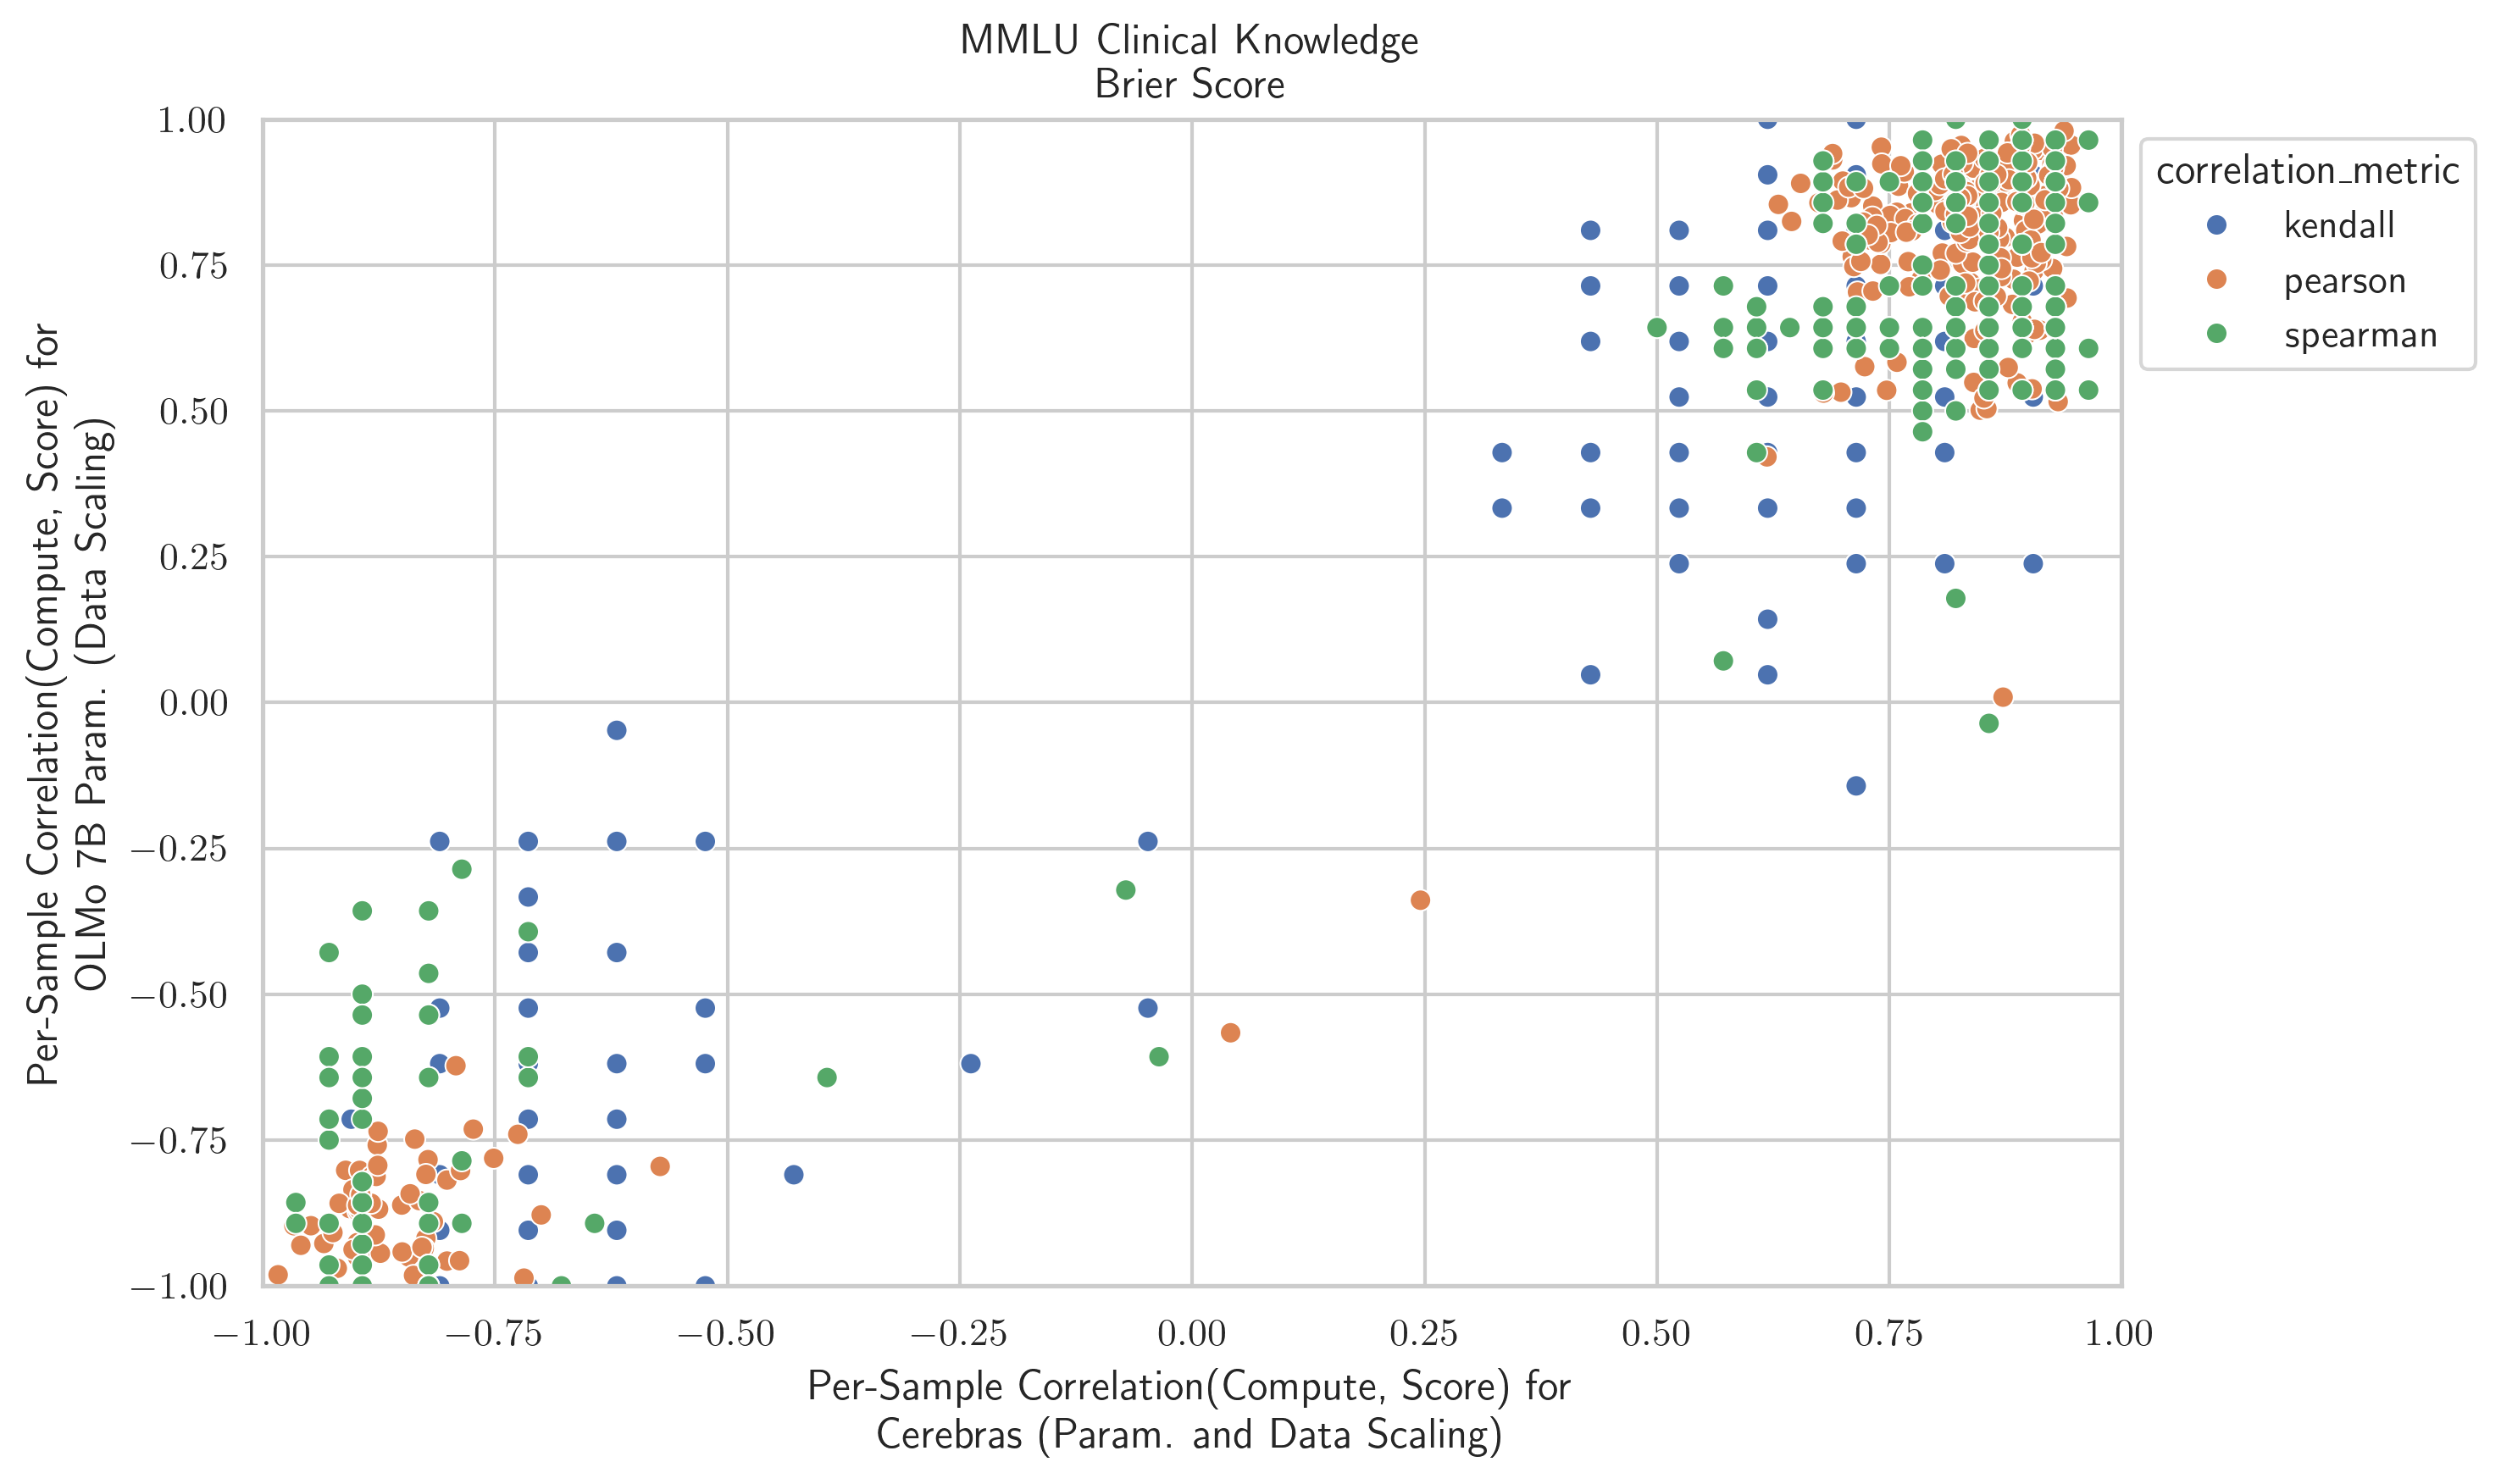 MMLU Clinical Knowledge
Brier Score
Per-Sample Correlation(Compute, Score) for
OLMo 7B Param. (Data Scaling)
1.00
0.75
0.50
0.25
0.00
−0.25
−0.50
−0.75
−1.00
−1.00 −0.75 −0.50 −0.25 0.00 0.25 0.50 0.75 1.00
Per-Sample Correlation(Compute, Score) for
Cerebras (Param. and Data Scaling)
correlation_metric
kendall
pearson
spearman